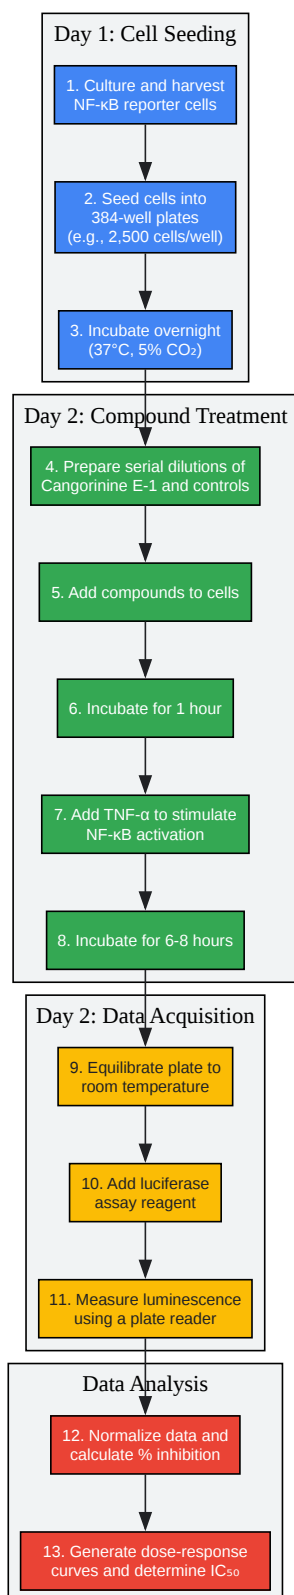 Day 1: Cell Seeding
1. Culture and harvest
NF-κB reporter cells
2. Seed cells into
384-well plates
(e.g., 2,500 cells/well)
3. Incubate overnight
(37°C, 5% CO₂)
Day 2: Compound Treatment
4. Prepare serial dilutions of
Cangorinine E-1 and controls
5. Add compounds to cells
6. Incubate for 1 hour
7. Add TNF-α to stimulate
NF-κB activation
8. Incubate for 6-8 hours
Day 2: Data Acquisition
9. Equilibrate plate to
room temperature
10. Add luciferase
assay reagent
11. Measure luminescence
using a plate reader
Data Analysis
12. Normalize data and
calculate % inhibition
13. Generate dose-response
curves and determine IC₅₀